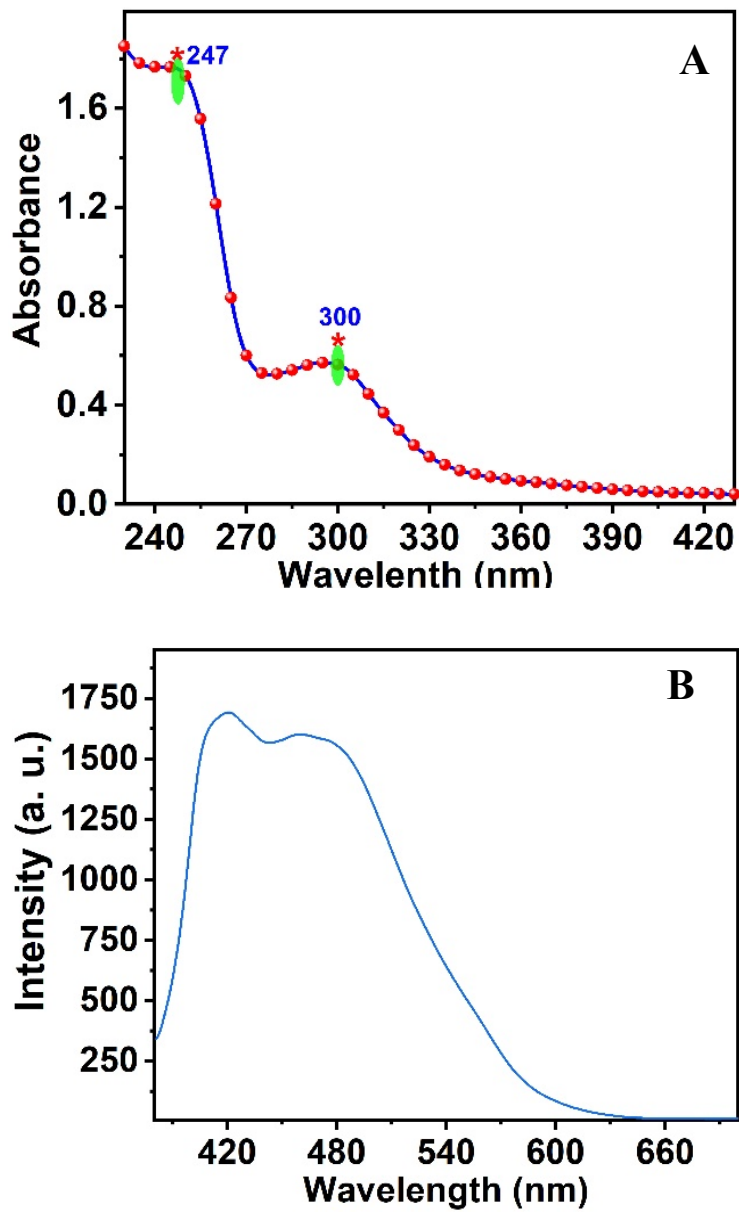 A
* 247
300
*
Absorbance
1.6
1.2
0.8
0.4
0.0
240 270 300 330 360 390 420
Wavelenth (nm)
B
Intensity (a. u.)
1750
1500
1250
1000
750
500
250
420 480 540 600 660
Wavelength (nm)